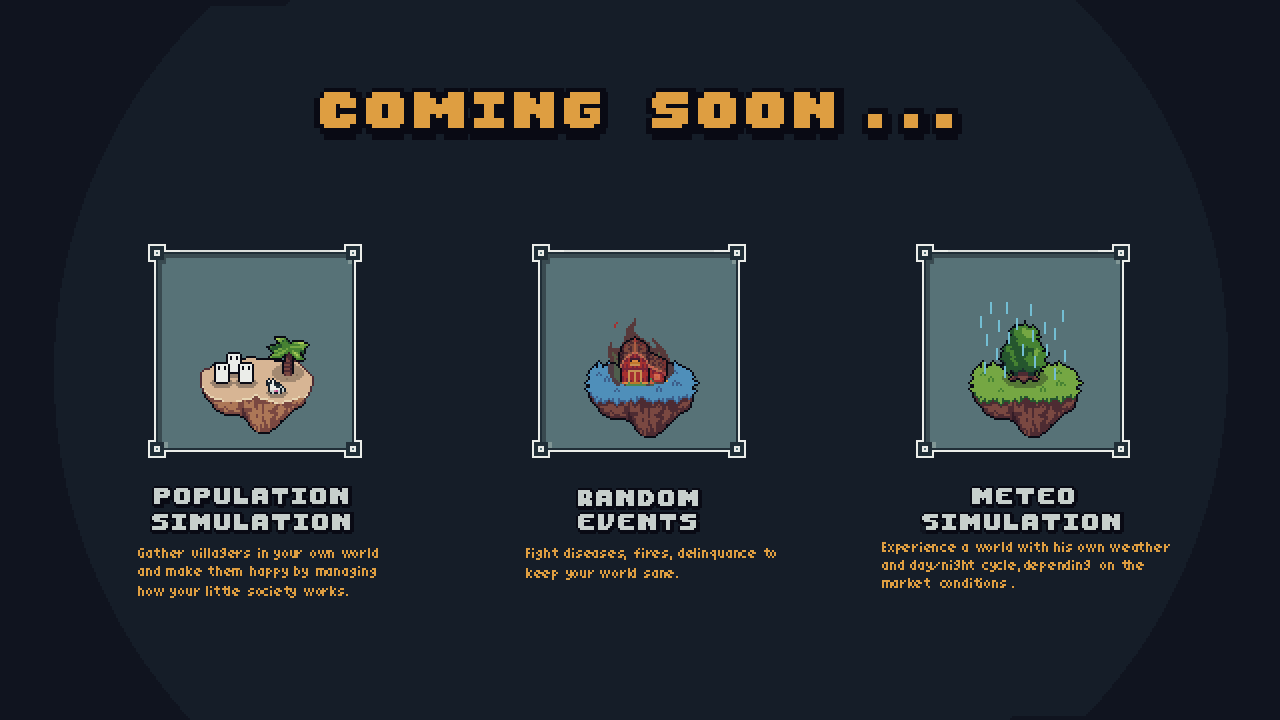 COMING SOON...
POPULATION
SIMULATION
Gather villagers in your own world
and make them happy by managing
how your little society works.
RANDOM
EVENTS
Fight diseases, fires, delinquance to
keep your world sane.
METEO
SIMULATION
Experience a world with his own weather
and day/night cycle, depending on the
market conditions.